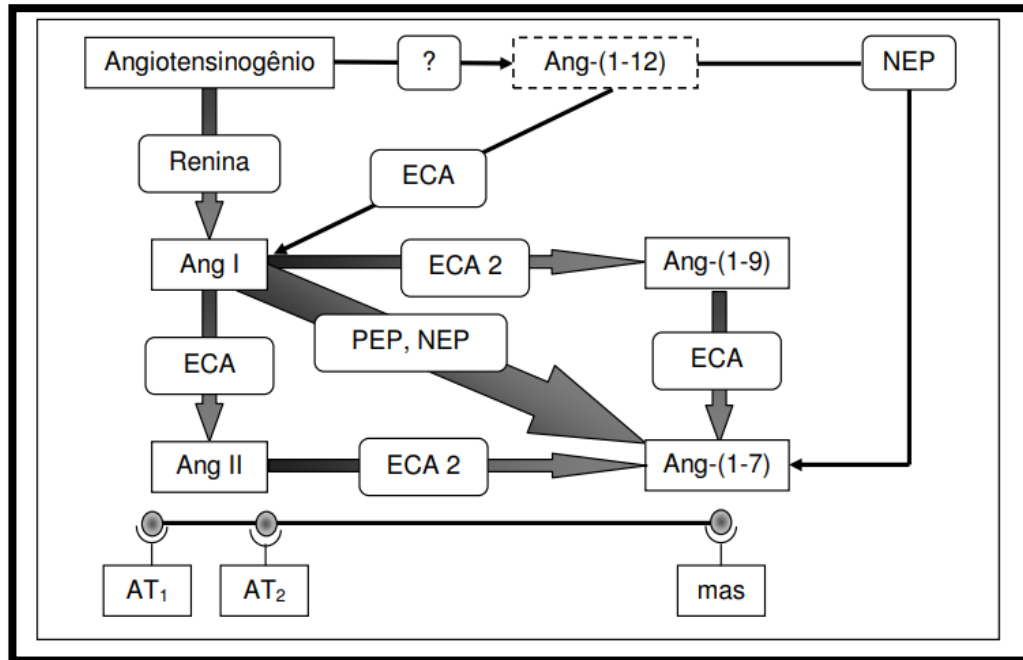 Angiotensinogênio
?
Ang-(1-12)
NEP
Renina
ECA
Ang I
ECA 2
Ang-(1-9)
PEP, NEP
ECA
ECA
Ang II
ECA 2
Ang-(1-7)
AT₁
AT₂
mas